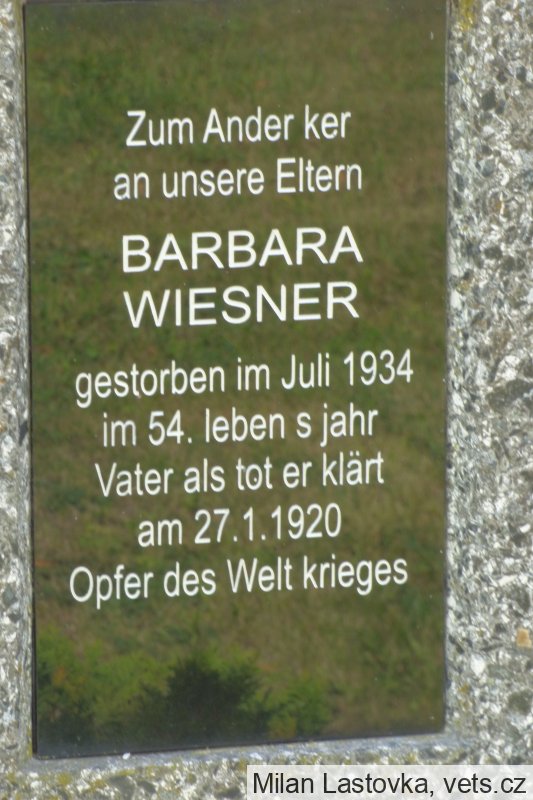 Zum Ander ker
an unsere Eltern
BARBARA
WIESNER
gestorben im Juli 1934
im 54. leben s jahr
Vater als tot er klärt
am 27.1.1920
Opfer des Welt krieges
Milan Lastovka, vets.cz